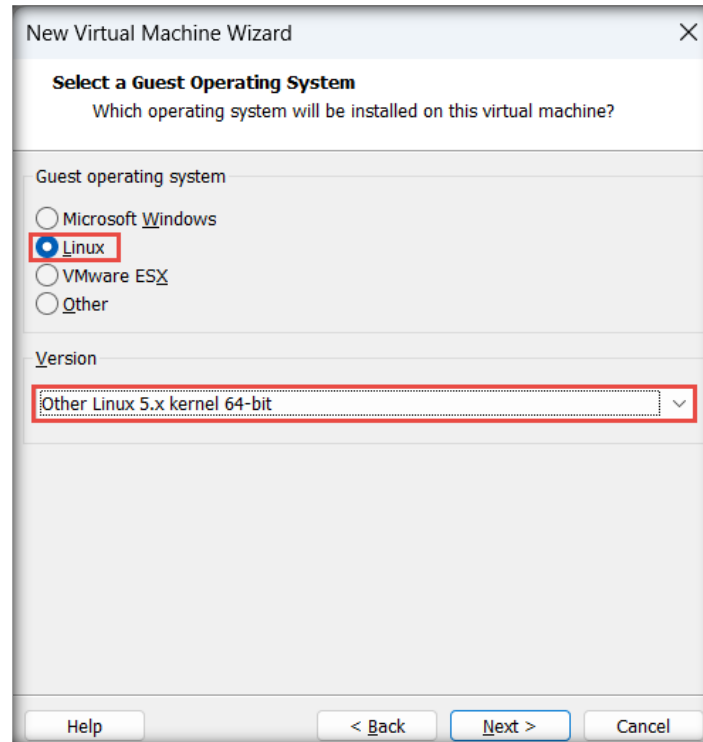 New Virtual Machine Wizard
Select a Guest Operating System
Which operating system will be installed on this virtual machine?
Guest operating system
Microsoft Windows
Linux
VMware ESX
Other
Version
Other Linux 5.x kernel 64-bit
Help
< Back
Next >
Cancel